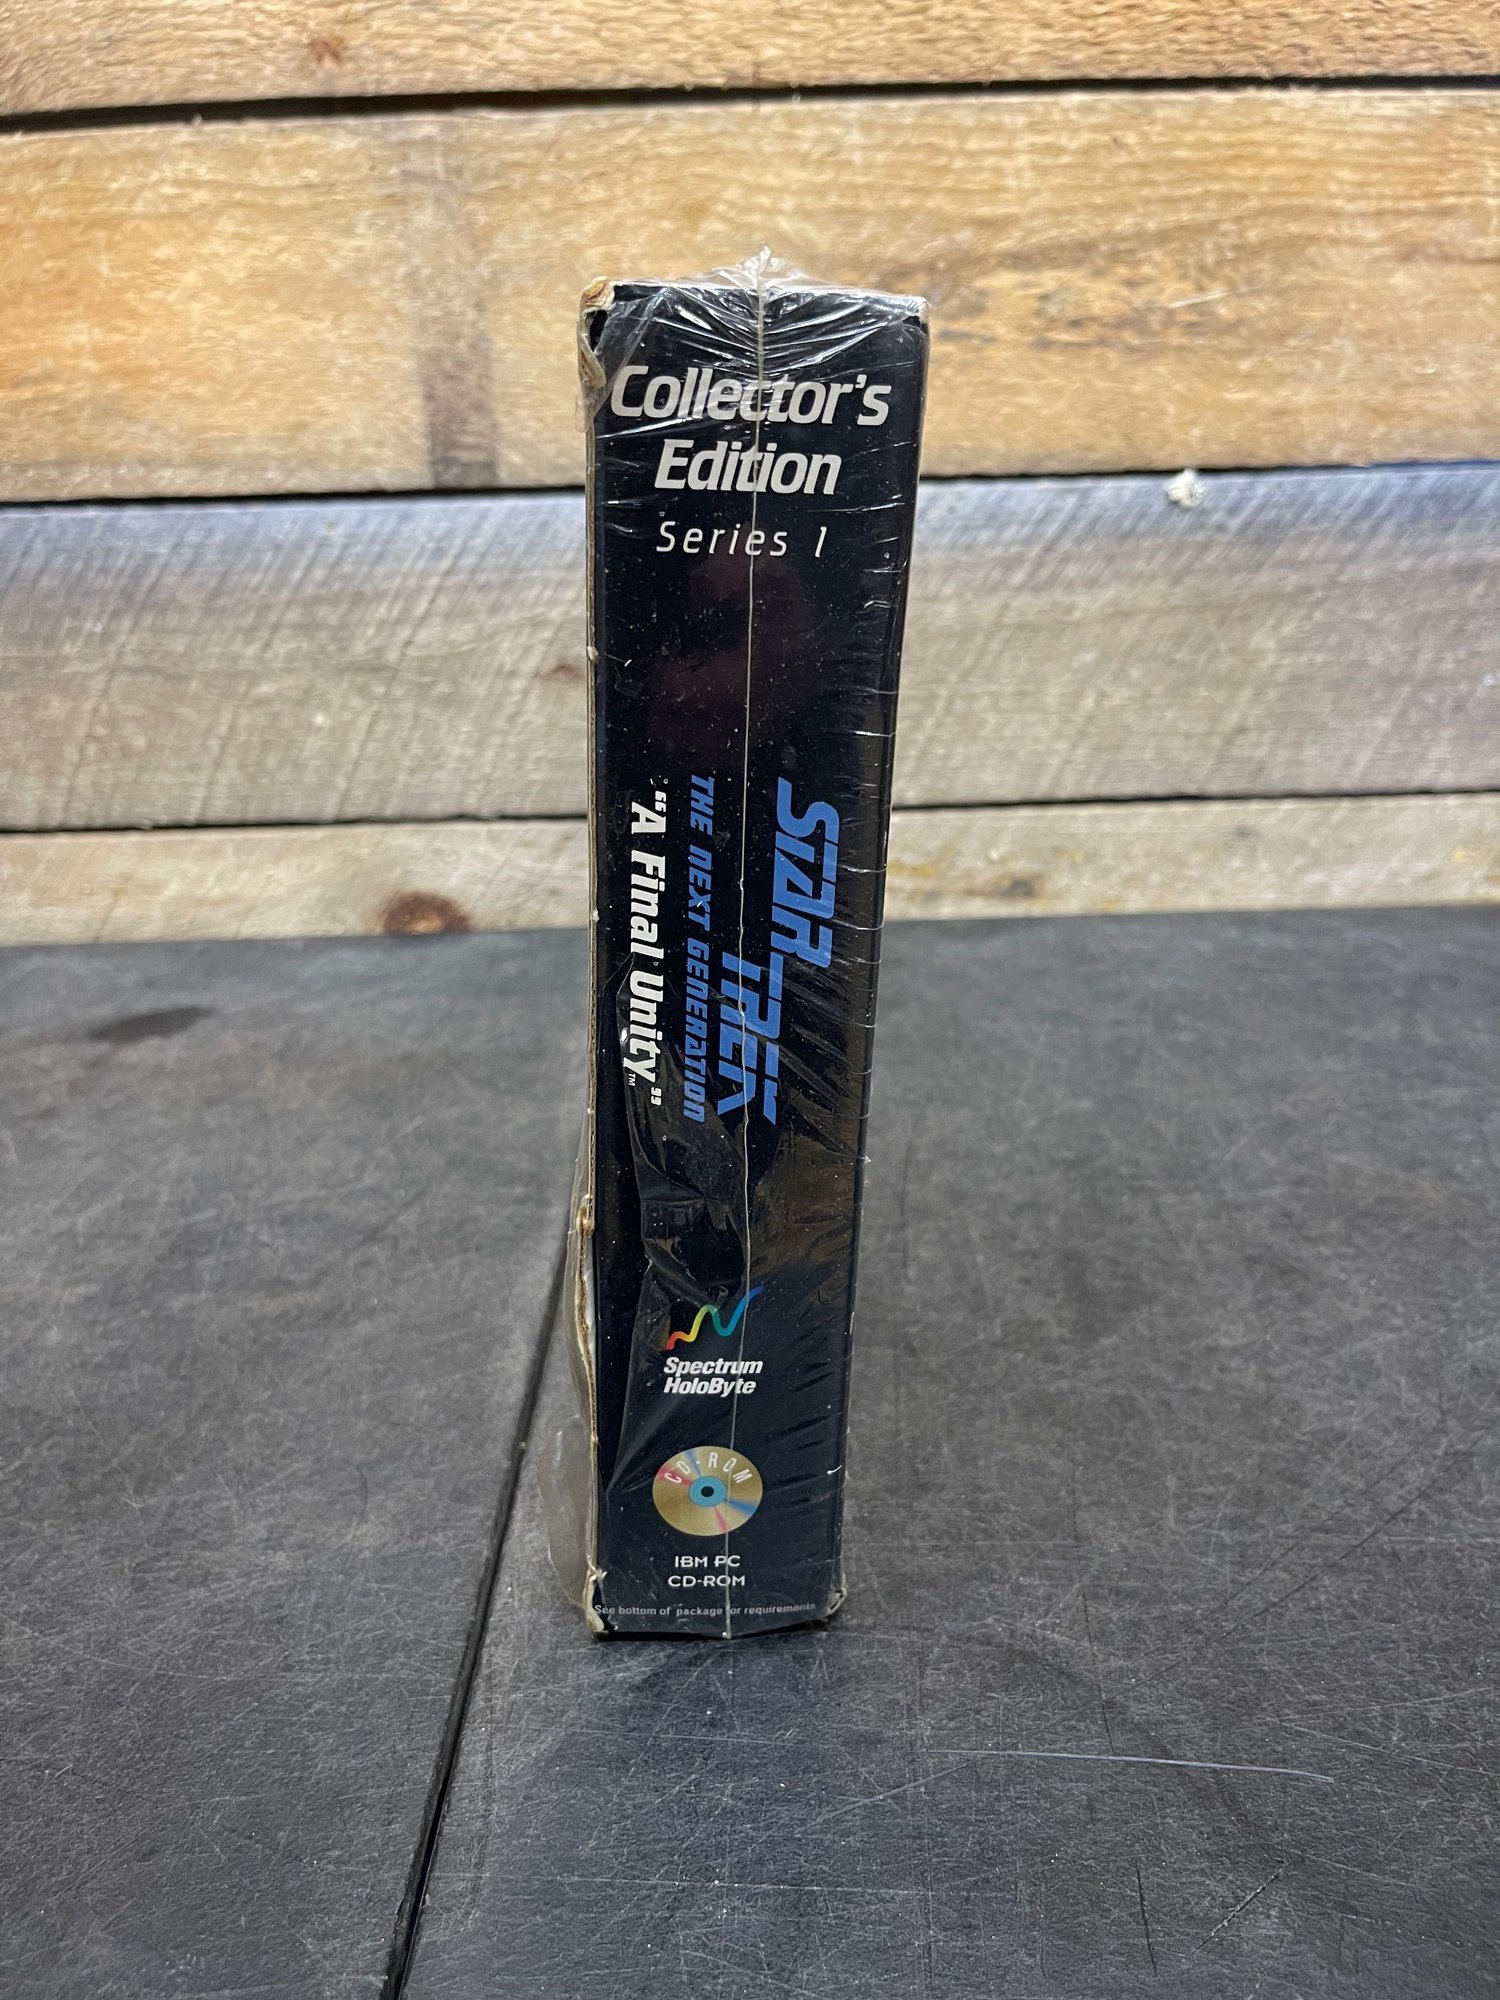 Collector's
Edition
Series 1
STAR TREK
THE NEXT GENERATION
"A Final Unity"™
Spectrum
HoloByte
CD-ROM
IBM PC
CD-ROM
See bottom of package for requirements